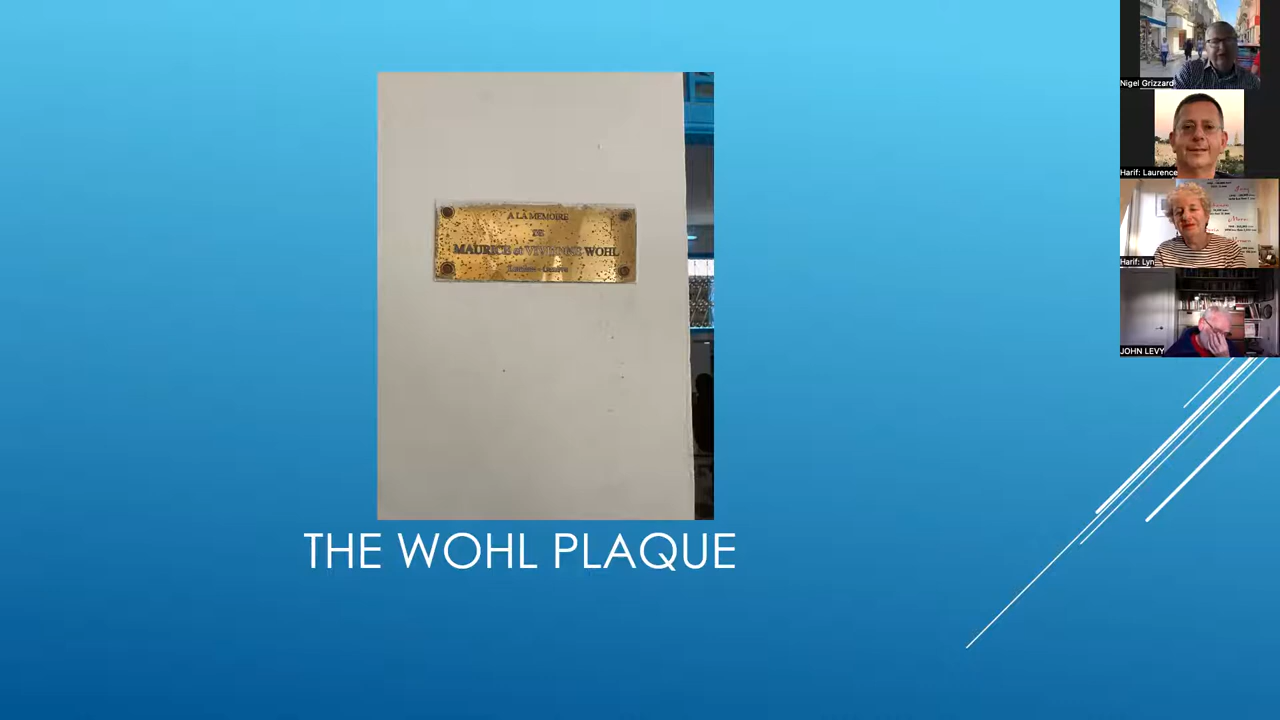 A LA MEMOIRE
DE
MAURICE et VIVIENNE WOHL
THE WOHL PLAQUE
Nigel Grizzard
Harif: Laurence
Harif: Lyn
JOHN LEVY